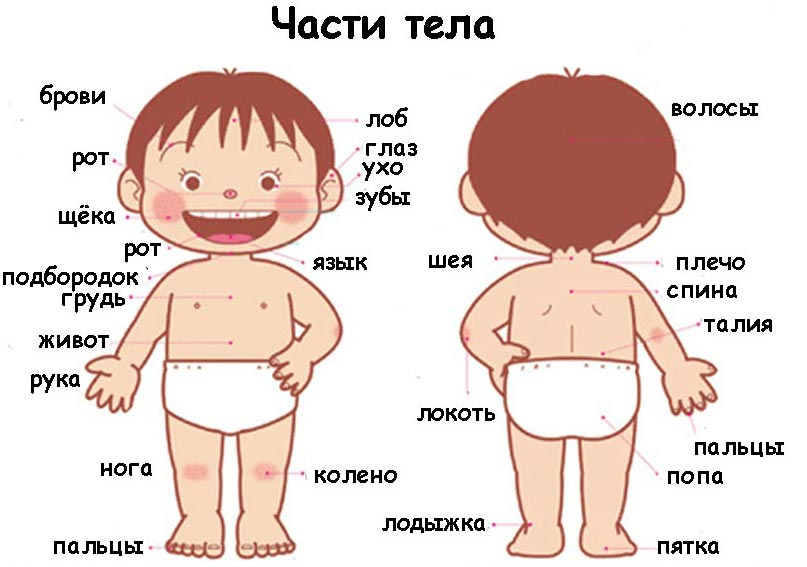 Части тела
брови
лоб
рот
глаз
ухо
зубы
щёка
рот
язык
подбородок
грудь
живот
рука
нога
колено
пальцы
волосы
шея
плечо
спина
талия
локоть
пальцы
попа
лодыжка
пятка